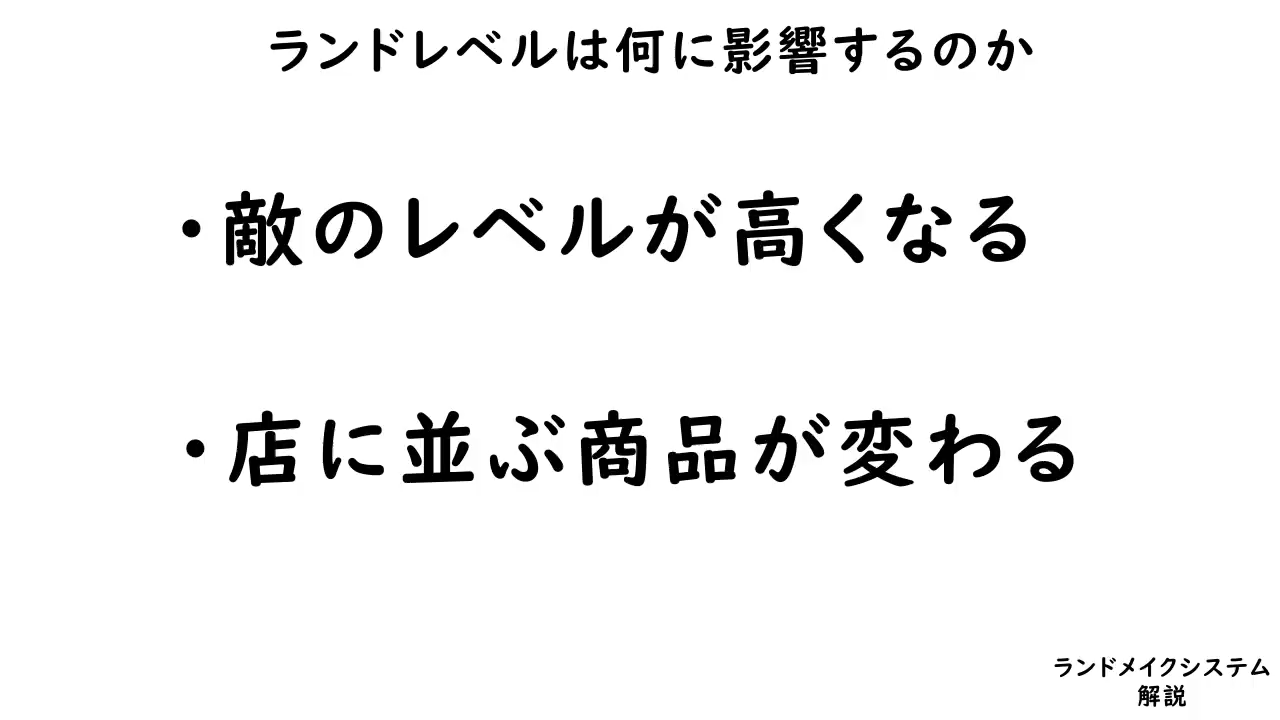 ランドレベルは何に影響するのか
・敵のレベルが高くなる
・店に並ぶ商品が変わる
ランドメイクシステム
解説